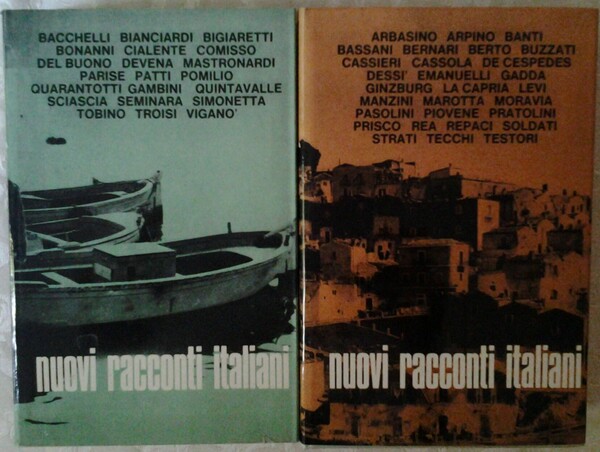 BACCHELLI BIANCIARDI BIGIARETTI
BONANNI CIALENTE COMISSO
DEL BUONO DEVENA MASTRONARDI
PARISE PATTI POMILIO
QUARANTOTTI GAMBINI QUINTAVALLE
SCIASCIA SEMINARA SIMONETTA
TOBINO TROISI VIGANO'
nuovi racconti italiani
ARBASINO ARPINO BANTI
BASSANI BERNARI BERTO BUZZATI
CASSIERI CASSOLA DE CESPEDES
DESSI' EMANUELLI GADDA
GINZBURG LA CAPRIA LEVI
MANZINI MAROTTA MORAVIA
PASOLINI PIOVENE PRATOLINI
PRISCO REA REPACI SOLDATI
STRATI TECCHI TESTORI
nuovi racconti italiani